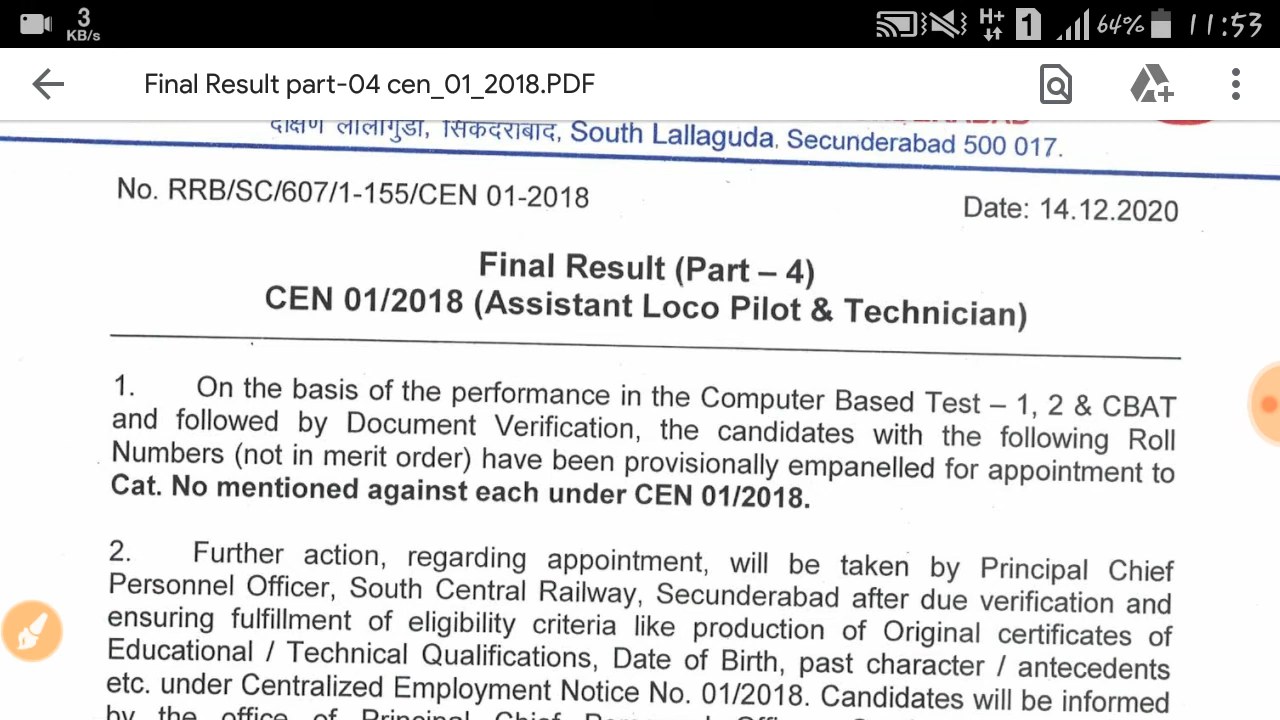 3
KB/s
H+ 1 64% 11:53
Final Result part-04 cen_01_2018.PDF
दक्षिण लालागुडा, सिकंदराबाद, South Lallaguda, Secunderabad 500 017.
No. RRB/SC/607/1-155/CEN 01-2018
Date: 14.12.2020
Final Result (Part – 4)
CEN 01/2018 (Assistant Loco Pilot & Technician)
1. On the basis of the performance in the Computer Based Test – 1, 2 & CBAT
and followed by Document Verification, the candidates with the following Roll
Numbers (not in merit order) have been provisionally empanelled for appointment to
Cat. No mentioned against each under CEN 01/2018.
2. Further action, regarding appointment, will be taken by Principal Chief
Personnel Officer, South Central Railway, Secunderabad after due verification and
ensuring fulfillment of eligibility criteria like production of Original certificates of
Educational / Technical Qualifications, Date of Birth, past character / antecedents
etc. under Centralized Employment Notice No. 01/2018. Candidates will be informed
by the office of Principal Chief